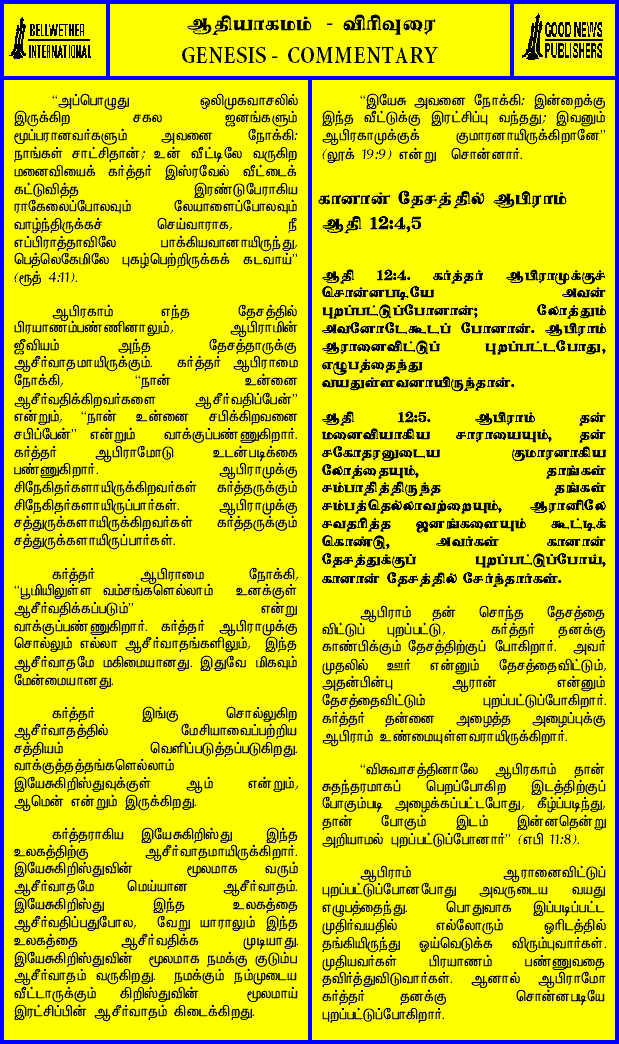 BELLWETHER
INTERNATIONAL
ஆதியாகமம் - விரிவுரை
GENESIS - COMMENTARY
GOOD NEWS
PUBLISHERS
“அப்பொழுது ஒலிமுகவாசலில்
இருக்கிற சகல ஜனங்களும்
மூப்பரானவர்களும் அவனை நோக்கி:
நாங்கள் சாட்சிதான்; உன் வீட்டிலே வருகிற
மனைவியைக் கர்த்தர் இஸ்ரவேல் வீட்டைக்
கட்டுவித்த இரண்டுபேராகிய
ராகேலைப்போலவும் லேயாளைப்போலவும்
வாழ்ந்திருக்கச் செய்வாராக, நீ
எப்பிராத்தாவிலே பாக்கியவானாயிருந்து,
பெத்லெகேமிலே புகழ்பெற்றிருக்கக் கடவாய்”
(ரூத் 4:11).
ஆபிரகாம் எந்த தேசத்தில்
பிரயாணம்பண்ணினாலும், ஆபிராமின்
ஜீவியம் அந்த தேசத்தாருக்கு
ஆசீர்வாதமாயிருக்கும். கர்த்தர் ஆபிராமை
நோக்கி, “நான் உன்னை
ஆசீர்வதிக்கிறவர்களை ஆசீர்வதிப்பேன்”
என்றும், “நான் உன்னை சபிக்கிறவனை
சபிப்பேன்” என்றும் வாக்குப்பண்ணுகிறார்.
கர்த்தர் ஆபிராமோடு உடன்படிக்கை
பண்ணுகிறார். ஆபிராமுக்கு
சிநேகிதர்களாயிருக்கிறவர்கள் கர்த்தருக்கும்
சிநேகிதர்களாயிருப்பார்கள். ஆபிராமுக்கு
சத்துருக்களாயிருக்கிறவர்கள் கர்த்தருக்கும்
சத்துருக்களாயிருப்பார்கள்.
கர்த்தர் ஆபிராமை நோக்கி,
“பூமியிலுள்ள வம்சங்களெல்லாம் உனக்குள்
ஆசீர்வதிக்கப்படும்” என்று
வாக்குப்பண்ணுகிறார். கர்த்தர் ஆபிராமுக்கு
சொல்லும் எல்லா ஆசீர்வாதங்களிலும், இந்த
ஆசீர்வாதமே மகிமையானது. இதுவே மிகவும்
மேன்மையானது.
கர்த்தர் இங்கு சொல்லுகிற
ஆசீர்வாதத்தில் மேசியாவைப்பற்றிய
சத்தியம் வெளிப்படுத்தப்படுகிறது.
வாக்குத்தத்தங்களெல்லாம்
இயேசுகிறிஸ்துவுக்குள் ஆம் என்றும்,
ஆமென் என்றும் இருக்கிறது.
கர்த்தராகிய இயேசுகிறிஸ்து இந்த
உலகத்திற்கு ஆசீர்வாதமாயிருக்கிறார்.
இயேசுகிறிஸ்துவின் மூலமாக வரும்
ஆசீர்வாதமே மெய்யான ஆசீர்வாதம்.
இயேசுகிறிஸ்து இந்த உலகத்தை
ஆசீர்வதிப்பதுபோல, வேறு யாராலும் இந்த
உலகத்தை ஆசீர்வதிக்க முடியாது.
இயேசுகிறிஸ்துவின் மூலமாக நமக்கு குடும்ப
ஆசீர்வாதம் வருகிறது. நமக்கும் நம்முடைய
வீட்டாருக்கும் கிறிஸ்துவின் மூலமாய்
இரட்சிப்பின் ஆசீர்வாதம் கிடைக்கிறது.
“இயேசு அவனை நோக்கி: இன்றைக்கு
இந்த வீட்டுக்கு இரட்சிப்பு வந்தது; இவனும்
ஆபிரகாமுக்குக் குமாரனாயிருக்கிறானே”
(லூக் 19:9) என்று சொன்னார்.
கானான் தேசத்தில் ஆபிராம்
ஆதி 12:4,5
ஆதி 12:4. கர்த்தர் ஆபிராமுக்குச்
சொன்னபடியே அவன்
புறப்பட்டுப்போனான்; லோத்தும்
அவனோடேகூடப் போனான். ஆபிராம்
ஆரானைவிட்டுப் புறப்பட்டபோது,
எழுபத்தைந்து
வயதுள்ளவனாயிருந்தான்.
ஆதி 12:5. ஆபிராம் தன்
மனைவியாகிய சாராயையும், தன்
சகோதரனுடைய குமாரனாகிய
லோத்தையும், தாங்கள்
சம்பாதித்திருந்த தங்கள்
சம்பத்தெல்லாவற்றையும், ஆரானிலே
சவதரித்த ஜனங்களையும் கூட்டிக்
கொண்டு, அவர்கள் கானான்
தேசத்துக்குப் புறப்பட்டுப்போய்,
கானான் தேசத்தில் சேர்ந்தார்கள்.
ஆபிராம் தன் சொந்த தேசத்தை
விட்டுப் புறப்பட்டு, கர்த்தர் தனக்கு
காண்பிக்கும் தேசத்திற்குப் போகிறார். அவர்
முதலில் ஊர் என்னும் தேசத்தைவிட்டும்,
அதன்பின்பு ஆரான் என்னும்
தேசத்தைவிட்டும் புறப்பட்டுப்போகிறார்.
கர்த்தர் தன்னை அழைத்த அழைப்புக்கு
ஆபிராம் உண்மையுள்ளவராயிருக்கிறார்.
“விசுவாசத்தினாலே ஆபிரகாம் தான்
சுதந்தரமாகப் பெறப்போகிற இடத்திற்குப்
போகும்படி அழைக்கப்பட்டபோது, கீழ்ப்படிந்து,
தான் போகும் இடம் இன்னதென்று
அறியாமல் புறப்பட்டுப்போனார்” (எபி 11:8).
ஆபிராம் ஆரானைவிட்டுப்
புறப்பட்டுப்போனபோது அவருடைய வயது
எழுபத்தைந்து. பொதுவாக இப்படிப்பட்ட
முதிர்வயதில் எல்லோரும் ஓரிடத்தில்
தங்கியிருந்து ஓய்வெடுக்க விரும்புவார்கள்.
முதியவர்கள் பிரயாணம் பண்ணுவதை
தவிர்த்துவிடுவார்கள். ஆனால் ஆபிராமோ
கர்த்தர் தனக்கு சொன்னபடியே
புறப்பட்டுப்போகிறார்.